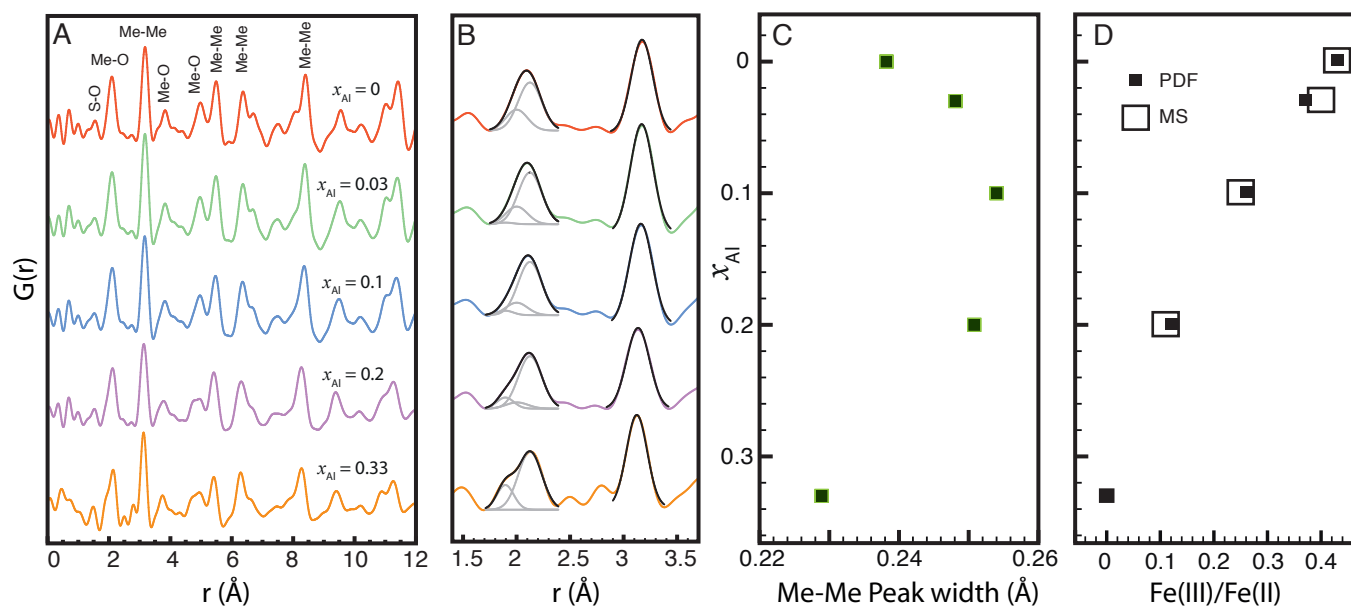 A
B
C
D
S-O
Me-O
Me-Me
Me-O
Me-O
Me-Me
Me-Me
Me-Me
x_Al = 0
x_Al = 0.03
x_Al = 0.1
x_Al = 0.2
x_Al = 0.33
G(r)
0 2 4 6 8 10 12
r (Å)
1.5 2 2.5 3 3.5
r (Å)
x_Al
0
0.1
0.2
0.3
0.22 0.24 0.26
Me-Me Peak width (Å)
PDF
MS
0 0.1 0.2 0.3 0.4
Fe(III)/Fe(II)